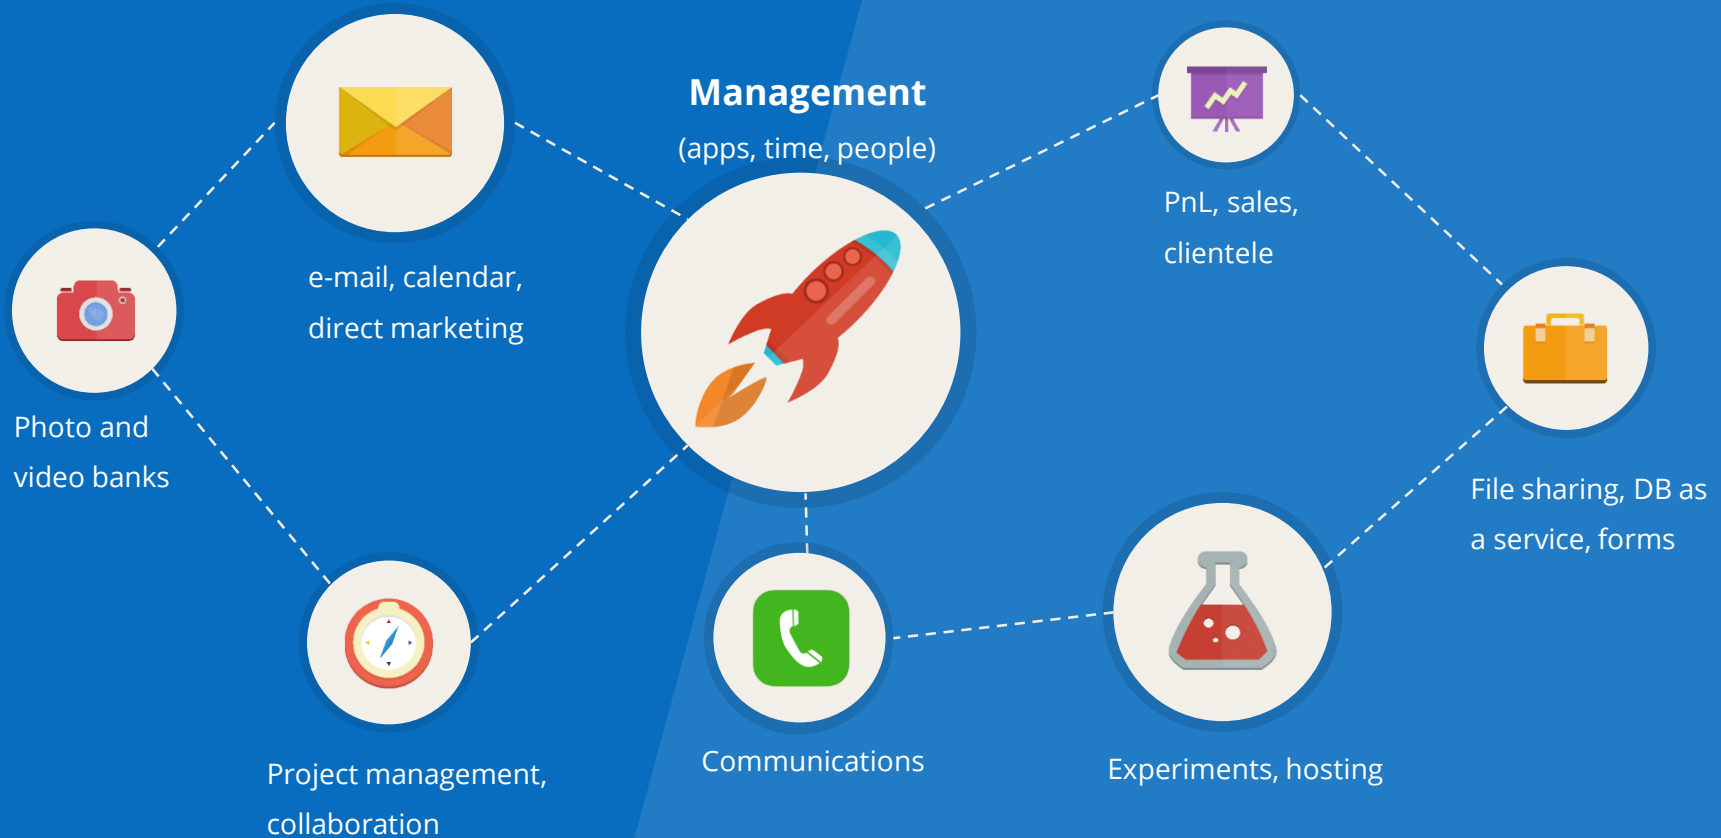 Management
(apps, time, people)
e-mail, calendar,
direct marketing
PnL, sales,
clientele
Photo and
video banks
File sharing, DB as
a service, forms
Project management,
collaboration
Communications
Experiments, hosting